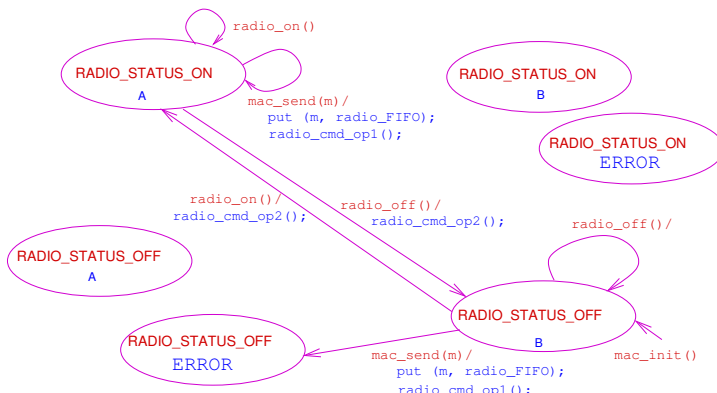 radio_on()
RADIO_STATUS_ON
A
mac_send(m)/
put (m, radio_FIFO);
radio_cmd_op1();
RADIO_STATUS_ON
B
RADIO_STATUS_ON
ERROR
radio_on()/
radio_cmd_op2();
radio_off()/
radio_cmd_op2();
radio_off()/
RADIO_STATUS_OFF
A
RADIO_STATUS_OFF
B
RADIO_STATUS_OFF
ERROR
mac_send(m)/
put (m, radio_FIFO);
radio_cmd_op1();
mac_init()